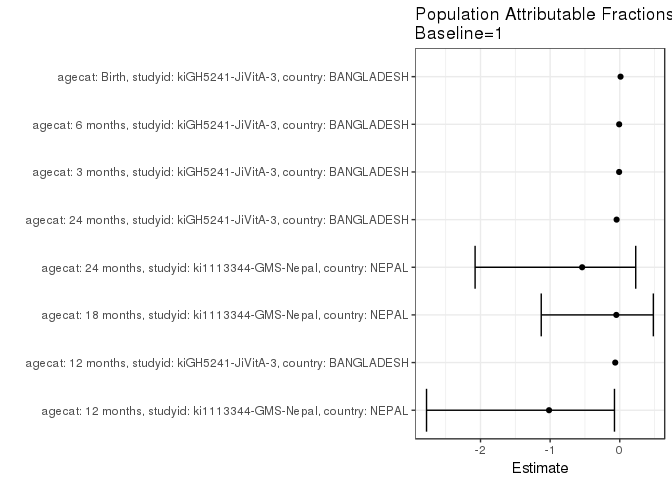 Population Attributable Fractions
Baseline=1
agecat: Birth, studyid: kiGH5241-JiVitA-3, country: BANGLADESH
agecat: 6 months, studyid: kiGH5241-JiVitA-3, country: BANGLADESH
agecat: 3 months, studyid: kiGH5241-JiVitA-3, country: BANGLADESH
agecat: 24 months, studyid: kiGH5241-JiVitA-3, country: BANGLADESH
agecat: 24 months, studyid: ki1113344-GMS-Nepal, country: NEPAL
agecat: 18 months, studyid: ki1113344-GMS-Nepal, country: NEPAL
agecat: 12 months, studyid: kiGH5241-JiVitA-3, country: BANGLADESH
agecat: 12 months, studyid: ki1113344-GMS-Nepal, country: NEPAL
-2 -1 0
Estimate